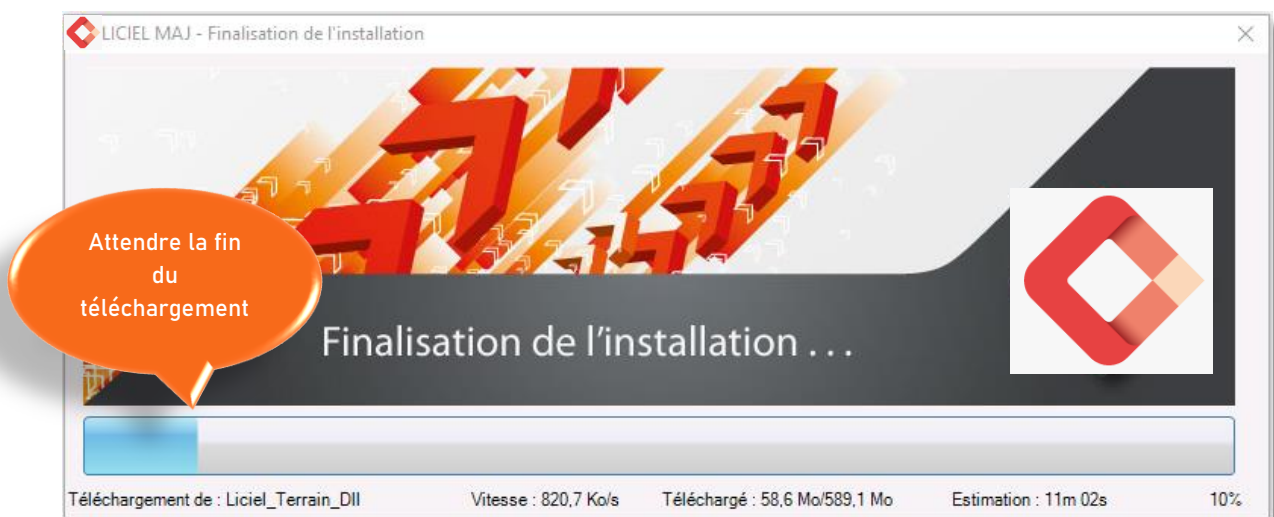 LICIEL MAJ - Finalisation de l'installation
Attendre la fin
du
téléchargement
Finalisation de l'installation . . .
Téléchargement de : Liciel_Terrain_Dll Vitesse : 820,7 Ko/s Téléchargé : 58,6 Mo/589,1 Mo Estimation : 11m 02s 10%